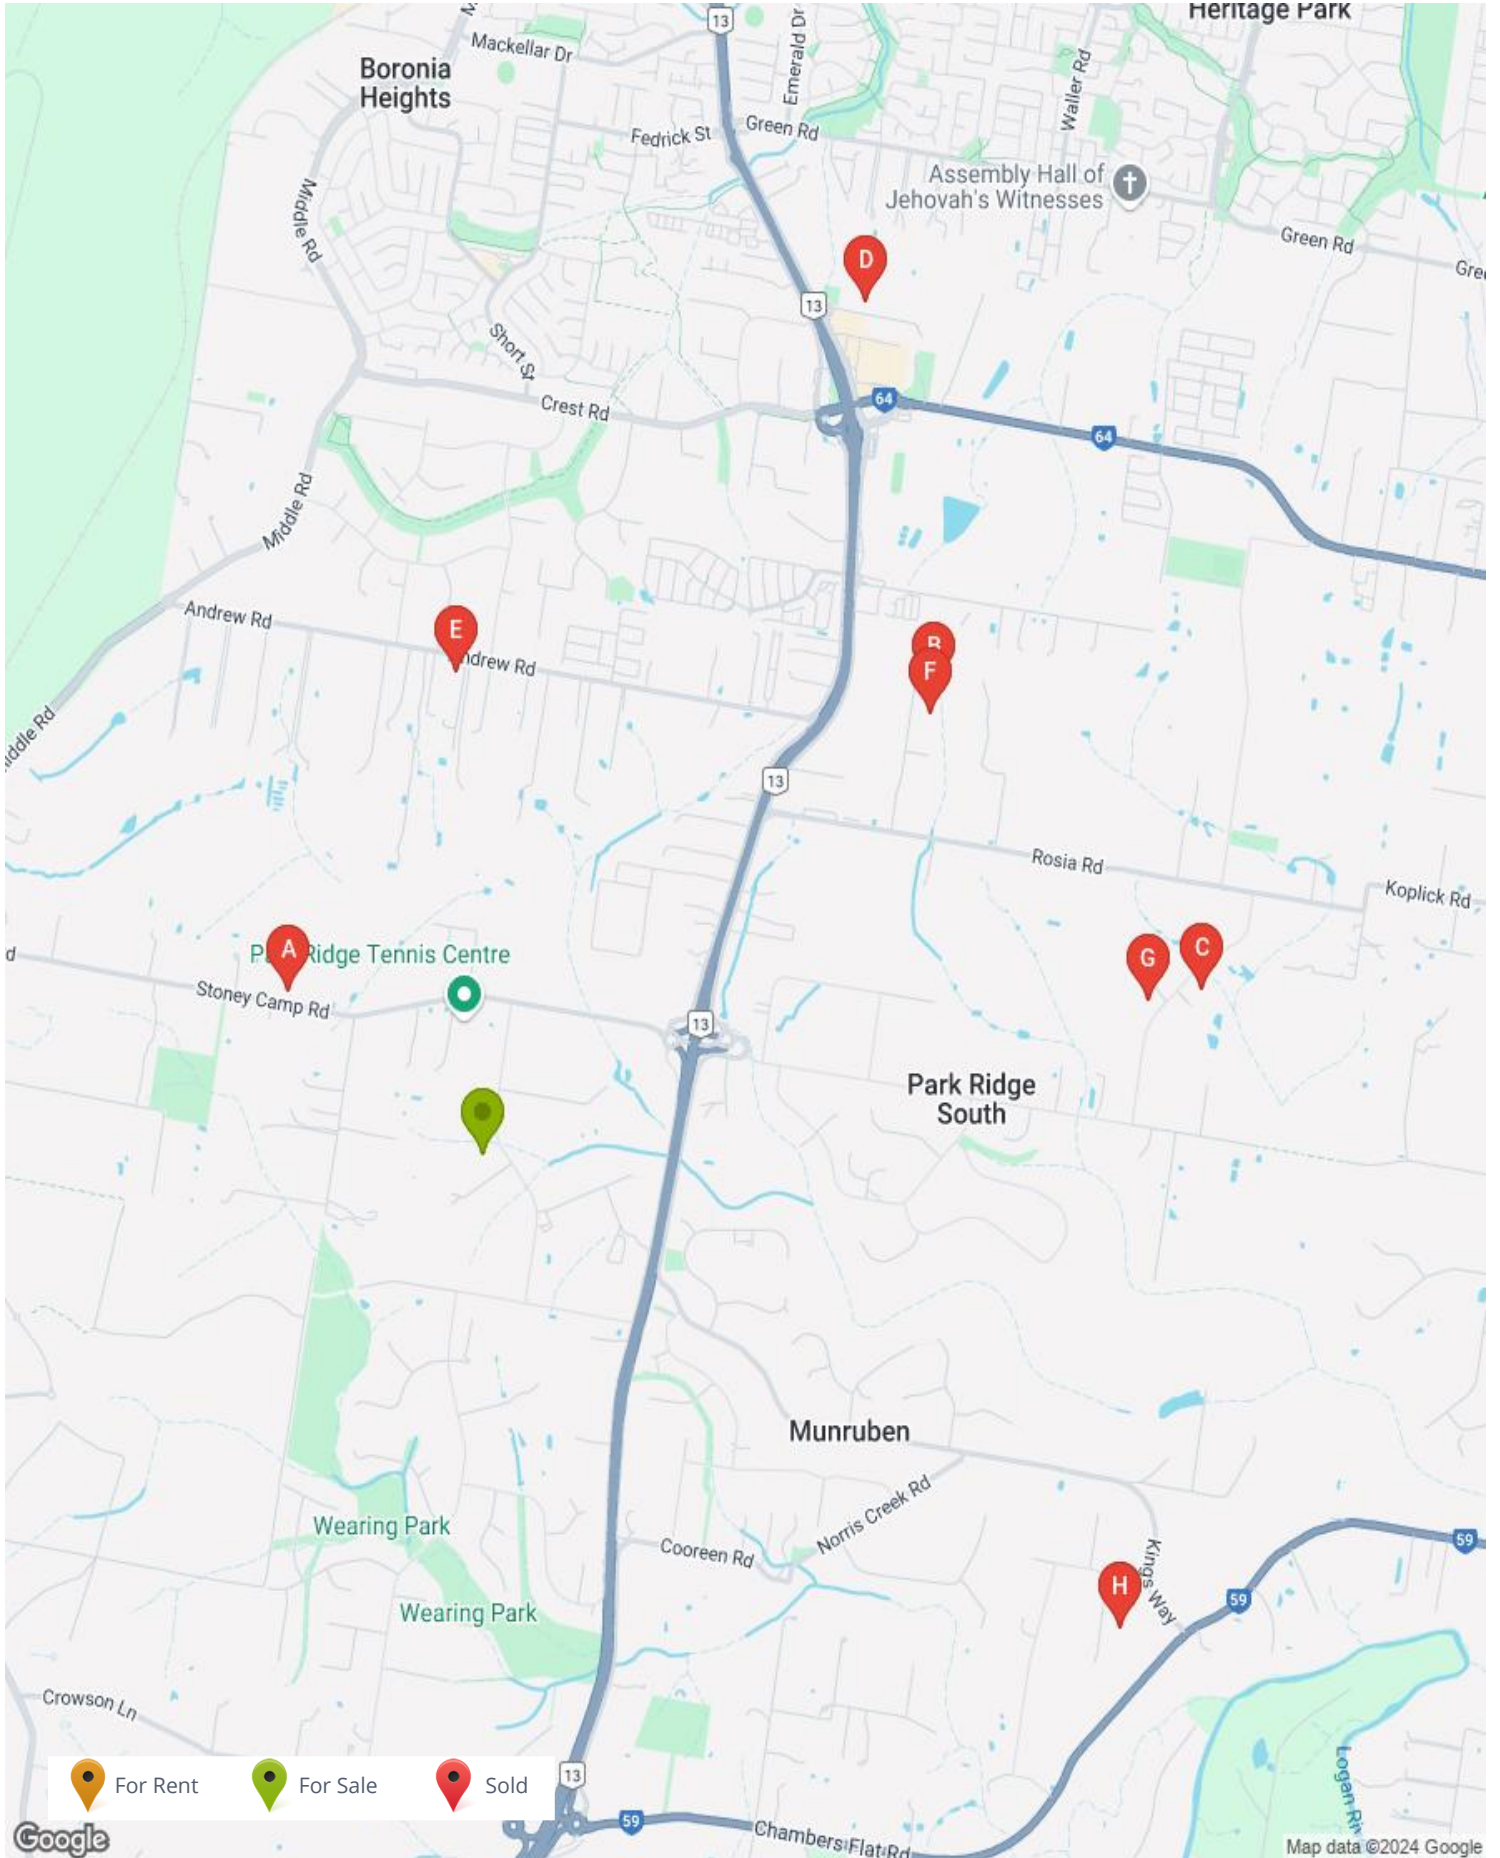 Heritage Park
13
Mackellar Dr
Boronia
Heights
Emerald Dr
Waller Rd
Fedrick St
Green Rd
Assembly Hall of
Jehovah's Witnesses
Middle Rd
Green Rd
D
13
Short St
Crest Rd
64
64
Middle Rd
Andrew Rd
E
ndrew Rd
B
F
13
Rosia Rd
Koplick Rd
A
Ridge Tennis Centre
G
C
Stoney Camp Rd
13
Park Ridge
South
Munruben
Norris Creek Rd
Wearing Park
Cooreen Rd
Kings Way
59
H
59
Wearing Park
Crowson Ln
13
For Rent
For Sale
Sold
59
Chambers Flat Rd
Logan Riv
Google
Map data ©2024 Google